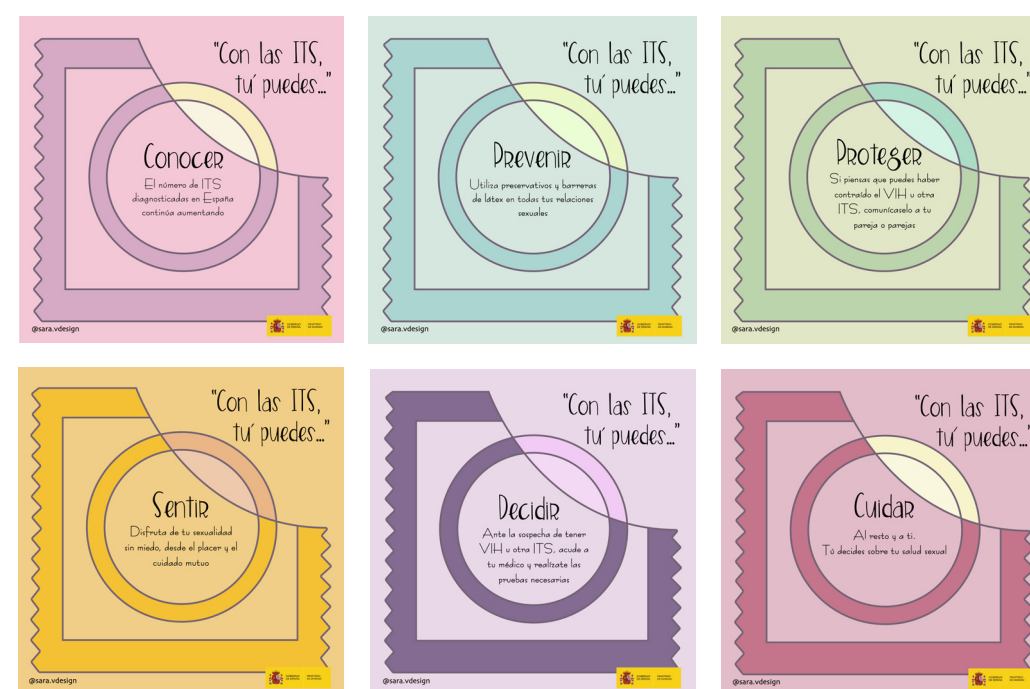 "Con las ITS,
tú puedes..."
Conocer
El número de ITS
diagnosticadas en España
continúa aumentando
@sara.vdesign
"Con las ITS,
tú puedes..."
Prevenir
Utiliza preservativos y barreras
de látex en todas tus relaciones
sexuales
@sara.vdesign
"Con las ITS,
tú puedes..."
Proteger
Si piensas que puedes haber
contraído el VIH u otra
ITS, comunícaselo a tu
pareja o parejas
@sara.vdesign
"Con las ITS,
tú puedes..."
Sentir
Disfruta de tu sexualidad
sin miedo, desde el placer y el
cuidado mutuo
@sara.vdesign
"Con las ITS,
tú puedes..."
Decidir
Ante la sospecha de tener
VIH u otra ITS, acude a
tu médico y realízate las
pruebas necesarias
@sara.vdesign
"Con las ITS,
tú puedes..."
Cuidar
Al resto y a ti.
Tú decides sobre tu salud sexual
@sara.vdesign